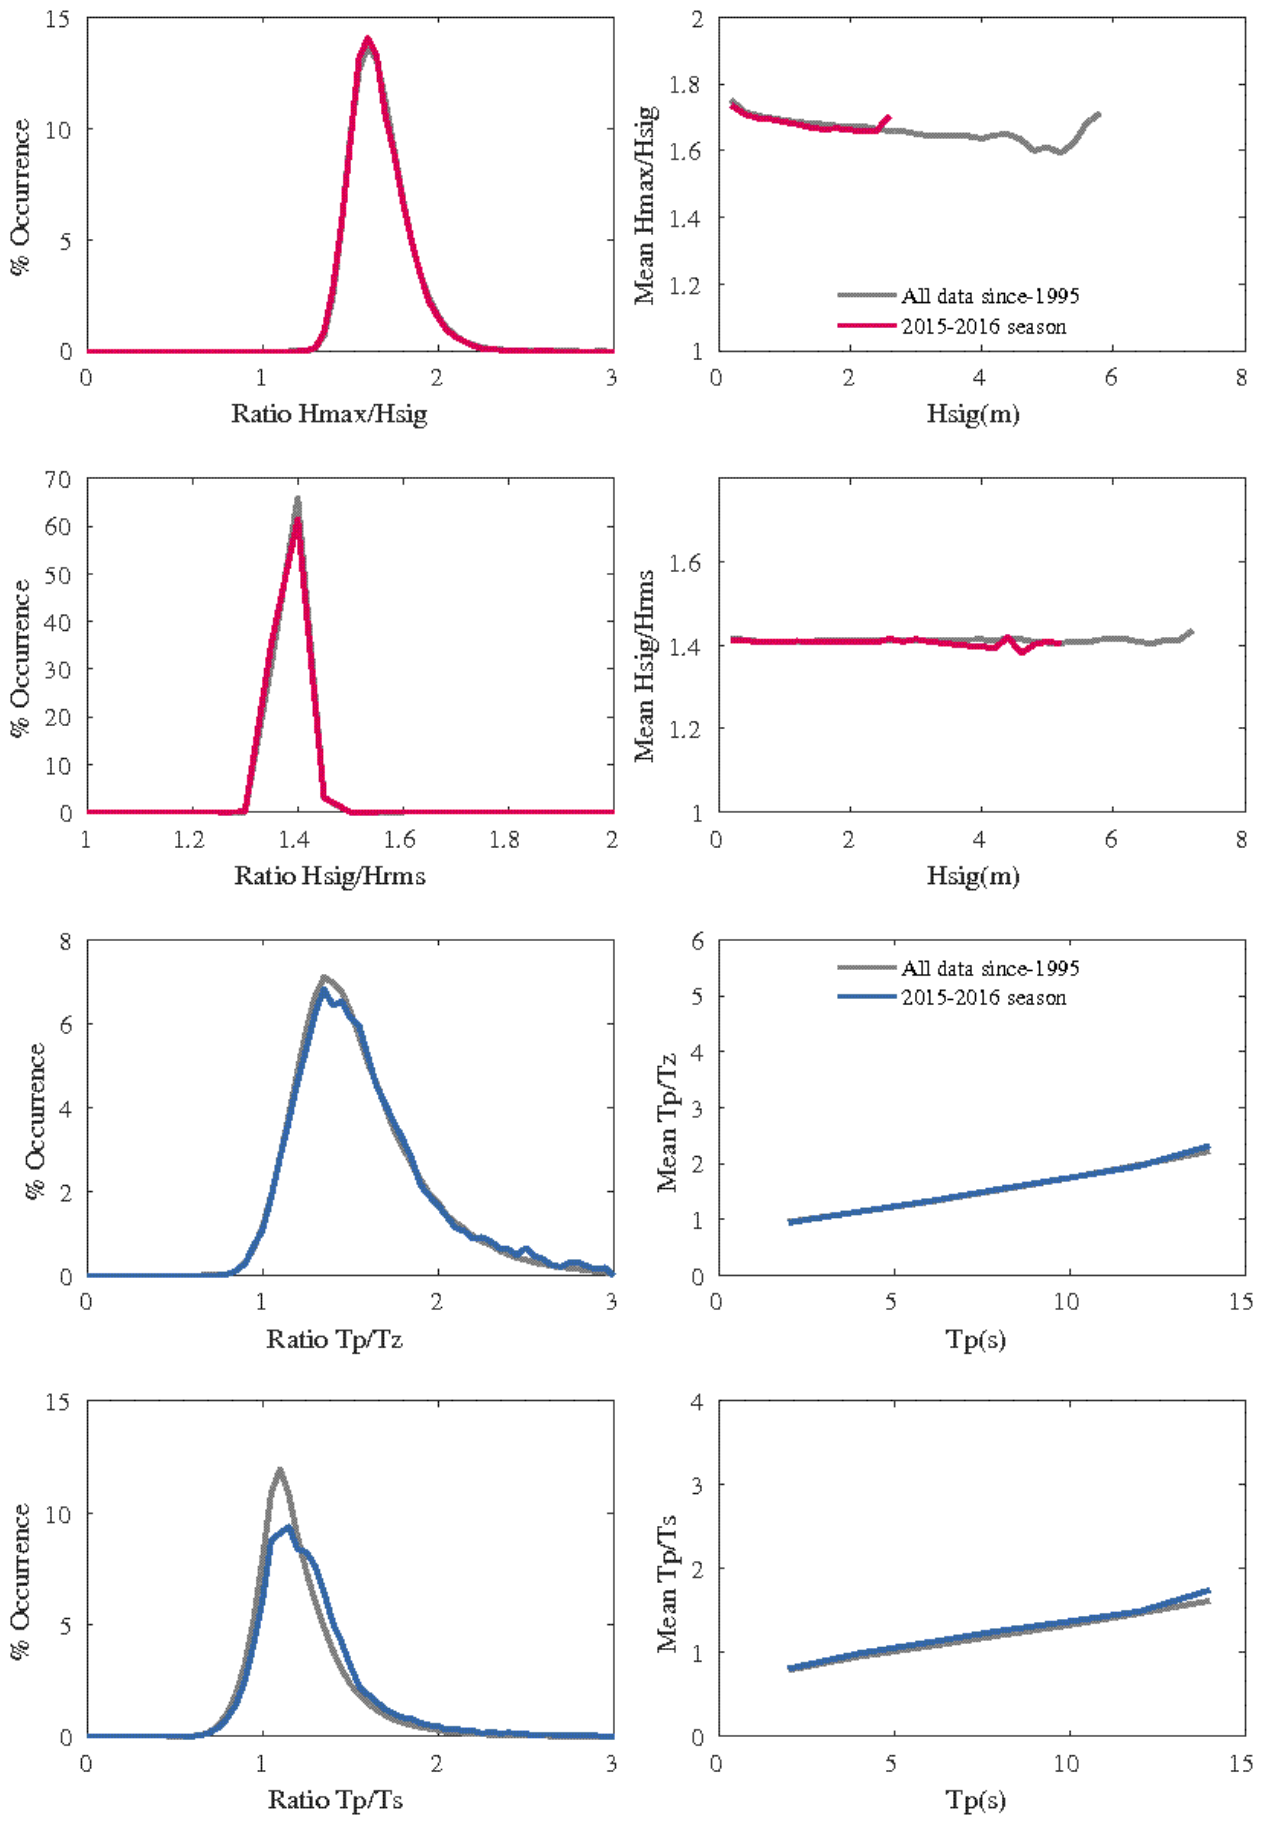 15
10
5
0
% Occurrence
0 1 2 3
Ratio Hmax/Hsig
2
1.8
1.6
1.4
1.2
1
Mean Hmax/Hsig
All data since-1995
2015-2016 season
0 2 4 6 8
Hsig(m)
70
60
50
40
30
20
10
0
% Occurrence
1 1.2 1.4 1.6 1.8 2
Ratio Hsig/Hrms
1.6
1.4
1.2
1
Mean Hsig/Hrms
0 2 4 6 8
Hsig(m)
8
6
4
2
0
% Occurrence
0 1 2 3
Ratio Tp/Tz
6
5
4
3
2
1
0
Mean Tp/Tz
All data since-1995
2015-2016 season
0 5 10 15
Tp(s)
15
10
5
0
% Occurrence
0 1 2 3
Ratio Tp/Ts
4
3
2
1
0
Mean Tp/Ts
0 5 10 15
Tp(s)